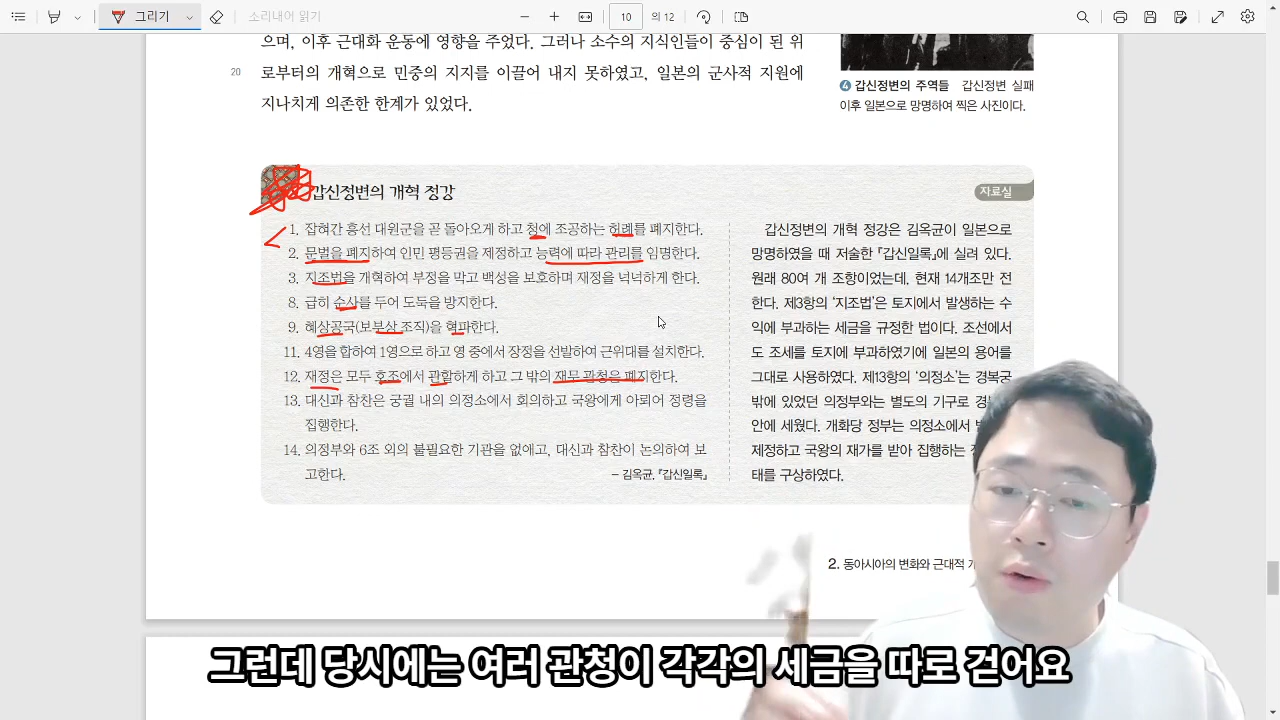 그리기
소리내어 읽기
10
의 12
으며, 이후 근대화 운동에 영향을 주었다. 그러나 소수의 지식인들이 중심이 된 위
20
로부터의 개혁으로 민중의 지지를 이끌어 내지 못하였고, 일본의 군사적 지원에
지나치게 의존한 한계가 있었다.
4 갑신정변의 주역들 갑신정변 실패
이후 일본으로 망명하여 찍은 사진이다.
갑신정변의 개혁 정강
자료실
1. 잡혀간 흥선 대원군을 곧 돌아오게 하고 청에 조공하는 허례를 폐지한다.
2. 문벌을 폐지하여 인민 평등권을 제정하고 능력에 따라 관리를 임명한다.
3. 지조법을 개혁하여 부정을 막고 백성을 보호하며 재정을 넉넉하게 한다.
8. 급히 순사를 두어 도둑을 방지한다.
9. 혜상공국(보부상 조직)을 혁파한다.
11. 4영을 합하여 1영으로 하고 영 중에서 장정을 선발하여 근위대를 설치한다.
12. 재정은 모두 호조에서 관할하게 하고 그 밖의 재무 관청은 폐지한다.
13. 대신과 참찬은 궁궐 내의 의정소에서 회의하고 국왕에게 아뢰어 정령을
집행한다.
14. 의정부와 6조 외의 불필요한 기관을 없애고, 대신과 참찬이 논의하여 보
고한다.
– 김옥균, 『갑신일록』
갑신정변의 개혁 정강은 김옥균이 일본으로
망명하였을 때 저술한 『갑신일록』에 실려 있다.
원래 80여 개 조항이었는데, 현재 14개조만 전
한다. 제3항의 ‘지조법’은 토지에서 발생하는 수
익에 부과하는 세금을 규정한 법이다. 조선에서
도 조세를 토지에 부과하였기에 일본의 용어를
그대로 사용하였다. 제13항의 ‘의정소’는 경복궁
밖에 있었던 의정부와는 별도의 기구로
안에 세웠다. 개화당 정부는 의정소에서
제정하고 국왕의 재가를 받아 집행하는
태를 구상하였다.
2. 동아시아의 변화와 근대적
그런데 당시에는 여러 관청이 각각의 세금을 따로 걷어요